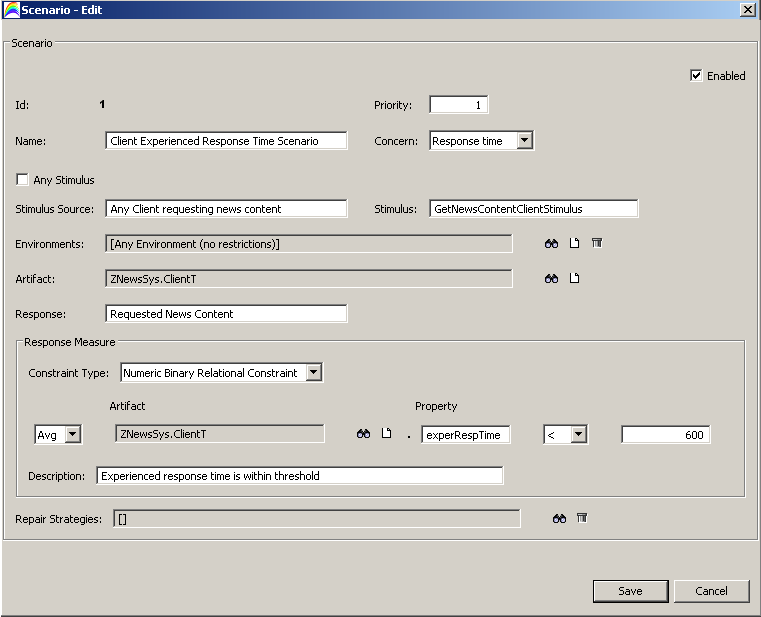 Scenario - Edit
Scenario
Enabled
Id: 1 Priority: 1
Name: Client Experienced Response Time Scenario Concern: Response time
Any Stimulus
Stimulus Source: Any Client requesting news content Stimulus: GetNewsContentClientStimulus
Environments: [Any Environment (no restrictions)]
Artifact: ZNewsSys.ClientT
Response: Requested News Content
Response Measure
Constraint Type: Numeric Binary Relational Constraint
Artifact Property
Avg ZNewsSys.ClientT . experRespTime < 600
Description: Experienced response time is within threshold
Repair Strategies: []
Save Cancel